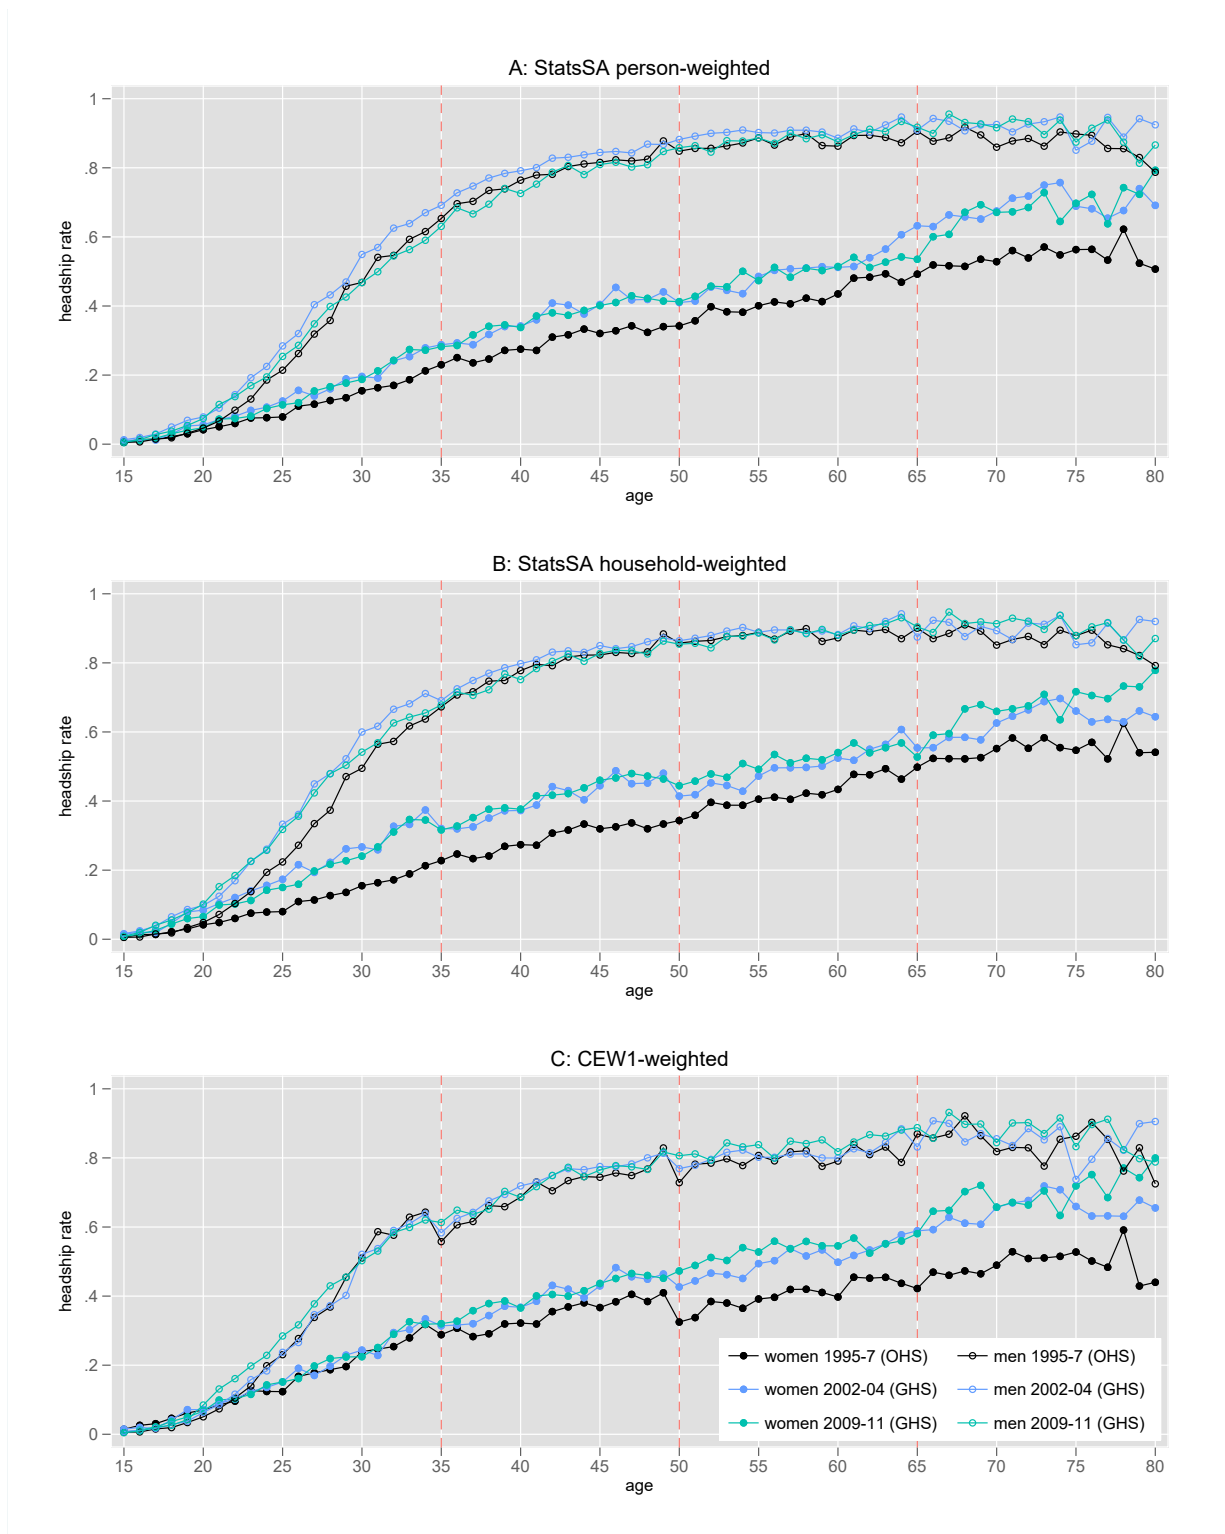 A: StatsSA person-weighted
1
.8
.6
.4
.2
0
headship rate
15 20 25 30 35 40 45 50 55 60 65 70 75 80
age
B: StatsSA household-weighted
1
.8
.6
.4
.2
0
headship rate
15 20 25 30 35 40 45 50 55 60 65 70 75 80
age
C: CEW1-weighted
1
.8
.6
.4
.2
0
headship rate
women 1995-7 (OHS) men 1995-7 (OHS)
women 2002-04 (GHS) men 2002-04 (GHS)
women 2009-11 (GHS) men 2009-11 (GHS)
15 20 25 30 35 40 45 50 55 60 65 70 75 80
age